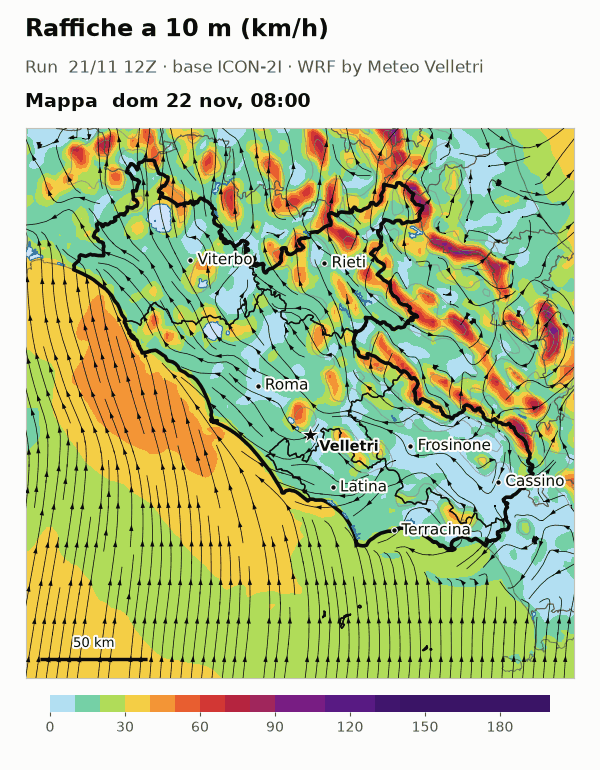 Raffiche a 10 m (km/h)
Run  21/11 12Z · base ICON-2I · WRF by Meteo Velletri
Mappa  dom 22 nov, 08:00
Viterbo
Rieti
Roma
Velletri
Frosinone
Latina
Cassino
Terracina
50 km
0 30 60 90 120 150 180